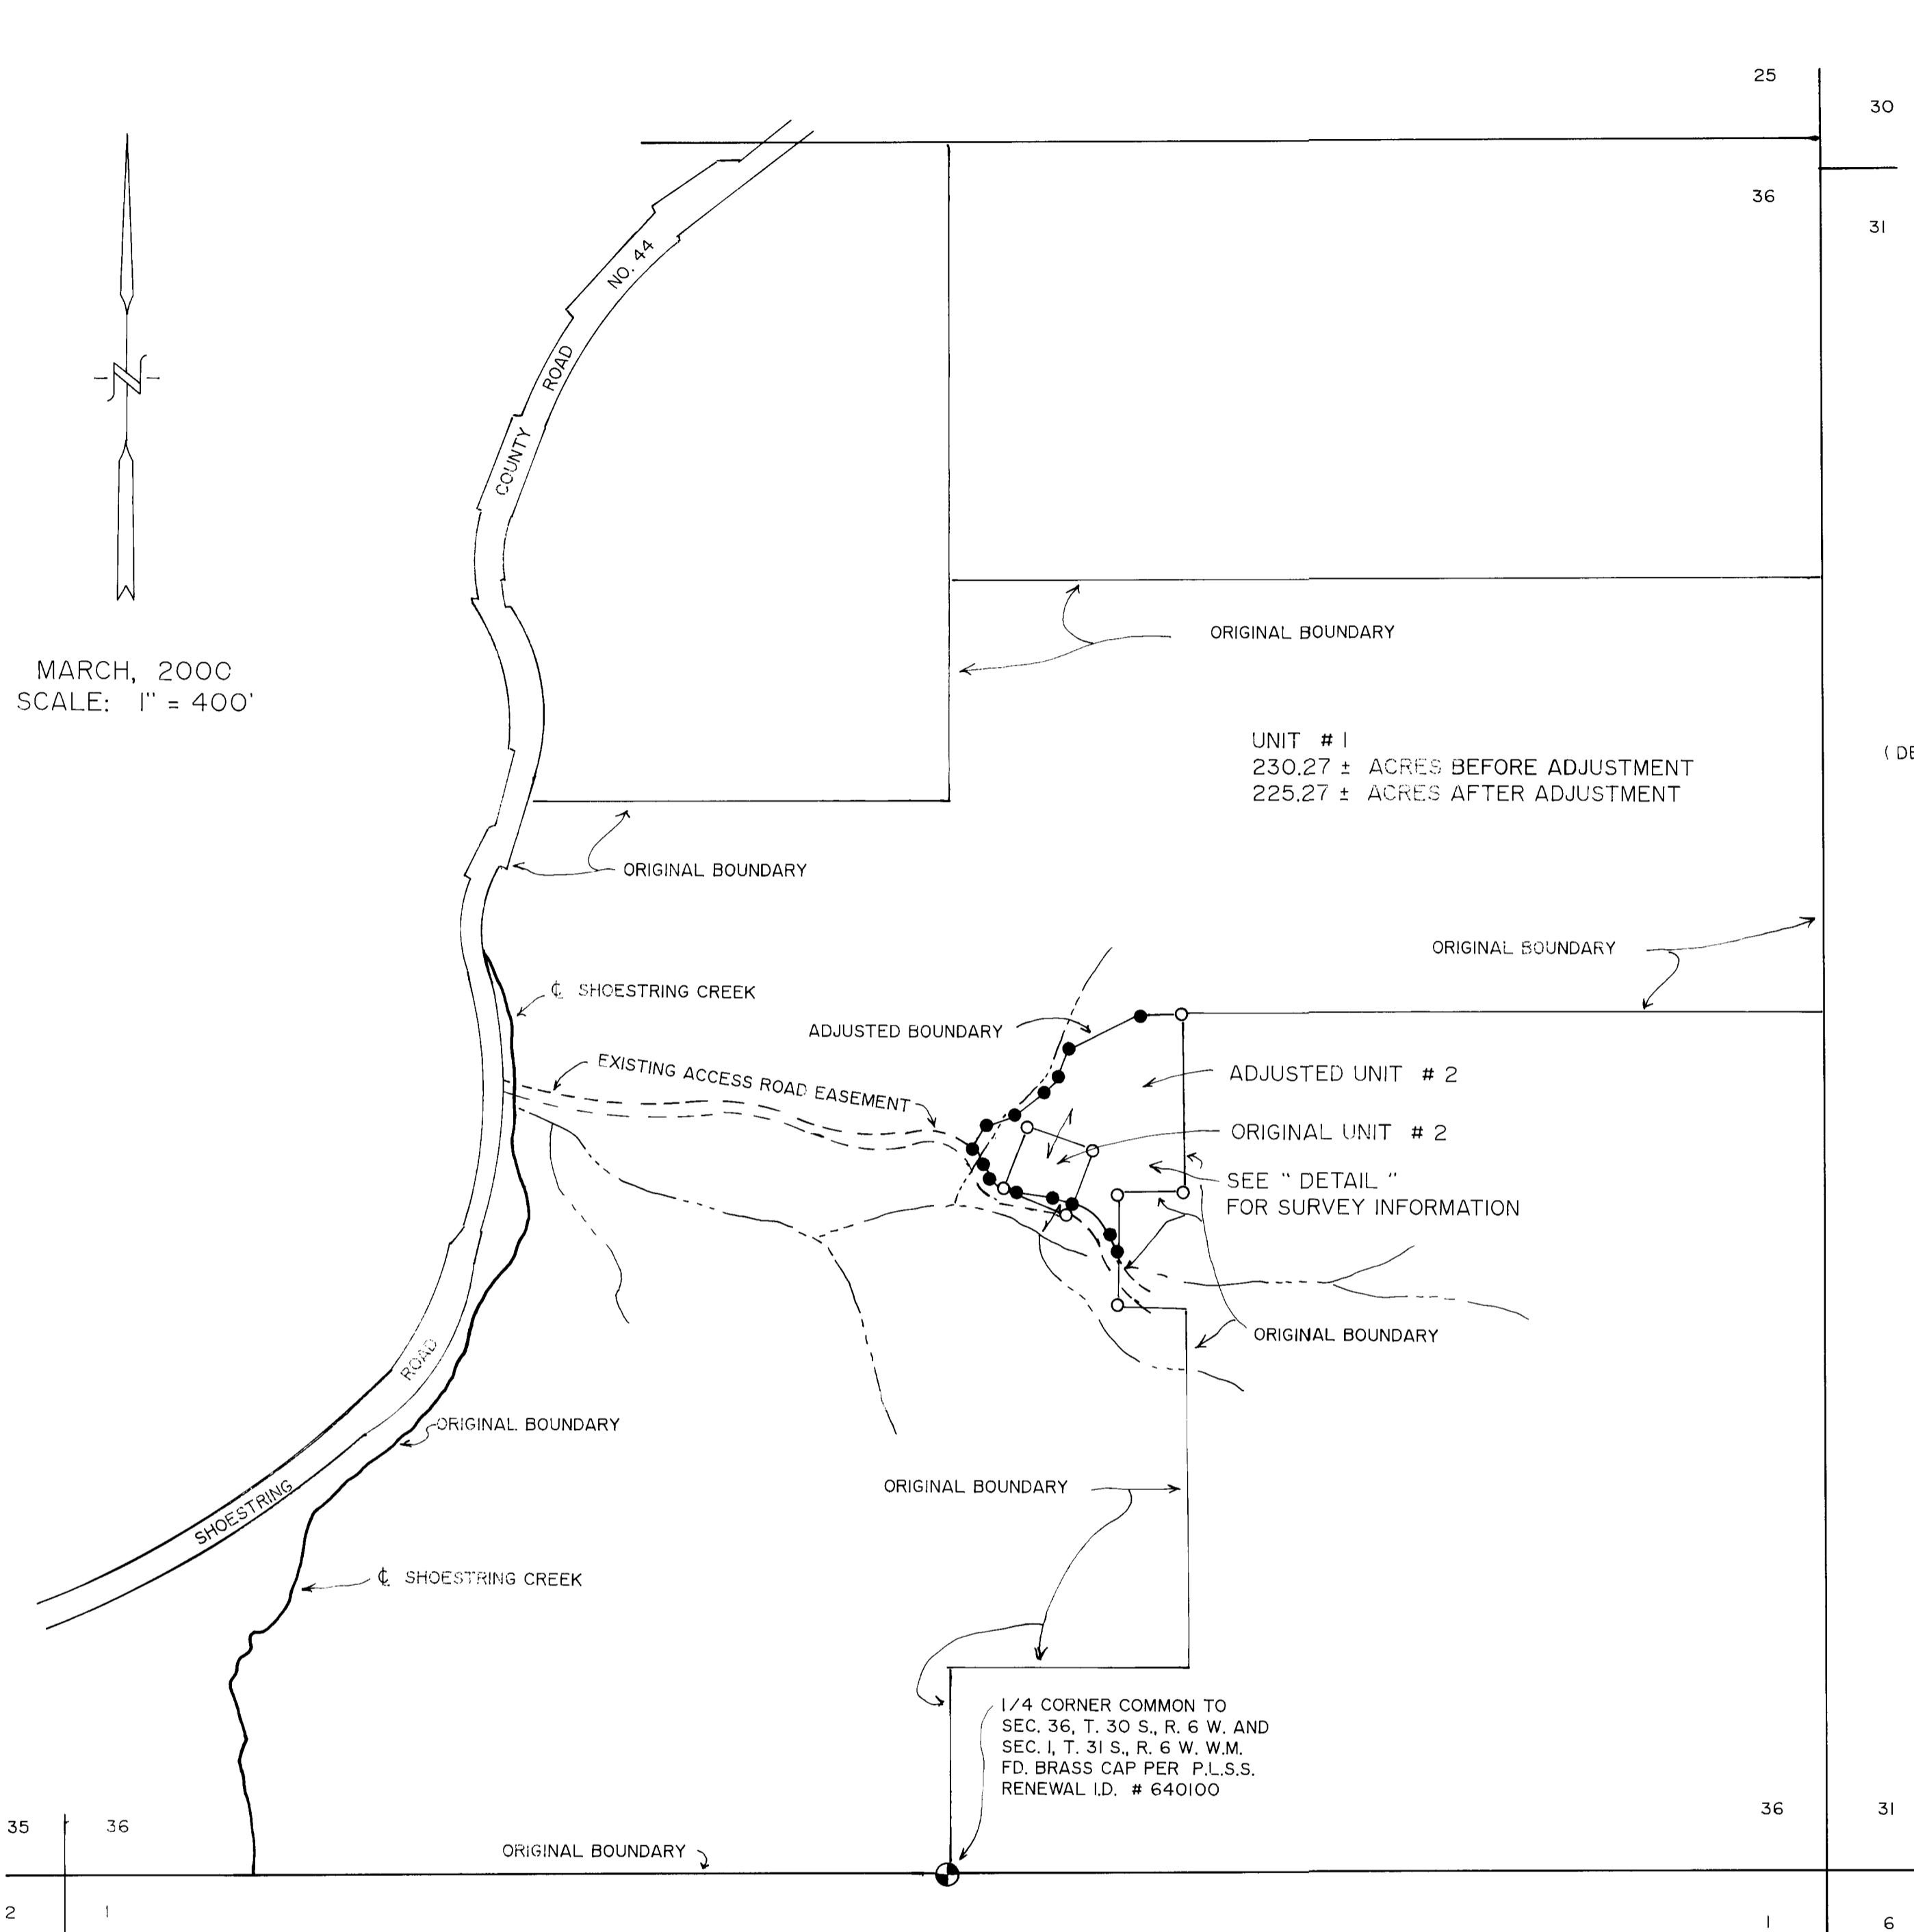 25
30
36
31
NO. 44
ROAD
COUNTY
N
MARCH, 2000
SCALE: 1" = 400'
ORIGINAL BOUNDARY
UNIT # 1
230.27 ± ACRES BEFORE ADJUSTMENT
225.27 ± ACRES AFTER ADJUSTMENT
( DE
ORIGINAL BOUNDARY
ORIGINAL BOUNDARY
℄ SHOESTRING CREEK
ADJUSTED BOUNDARY
EXISTING ACCESS ROAD EASEMENT
ADJUSTED UNIT # 2
ORIGINAL UNIT # 2
SEE " DETAIL "
FOR SURVEY INFORMATION
ORIGINAL BOUNDARY
ROAD
ORIGINAL BOUNDARY
ORIGINAL BOUNDARY
SHOESTRING
℄ SHOESTRING CREEK
1/4 CORNER COMMON TO
SEC. 36, T. 30 S., R. 6 W. AND
SEC. 1, T. 31 S., R. 6 W. W.M.
FD. BRASS CAP PER P.L.S.S.
RENEWAL I.D. # 640100
36
31
35
36
ORIGINAL BOUNDARY
2
1
1
6